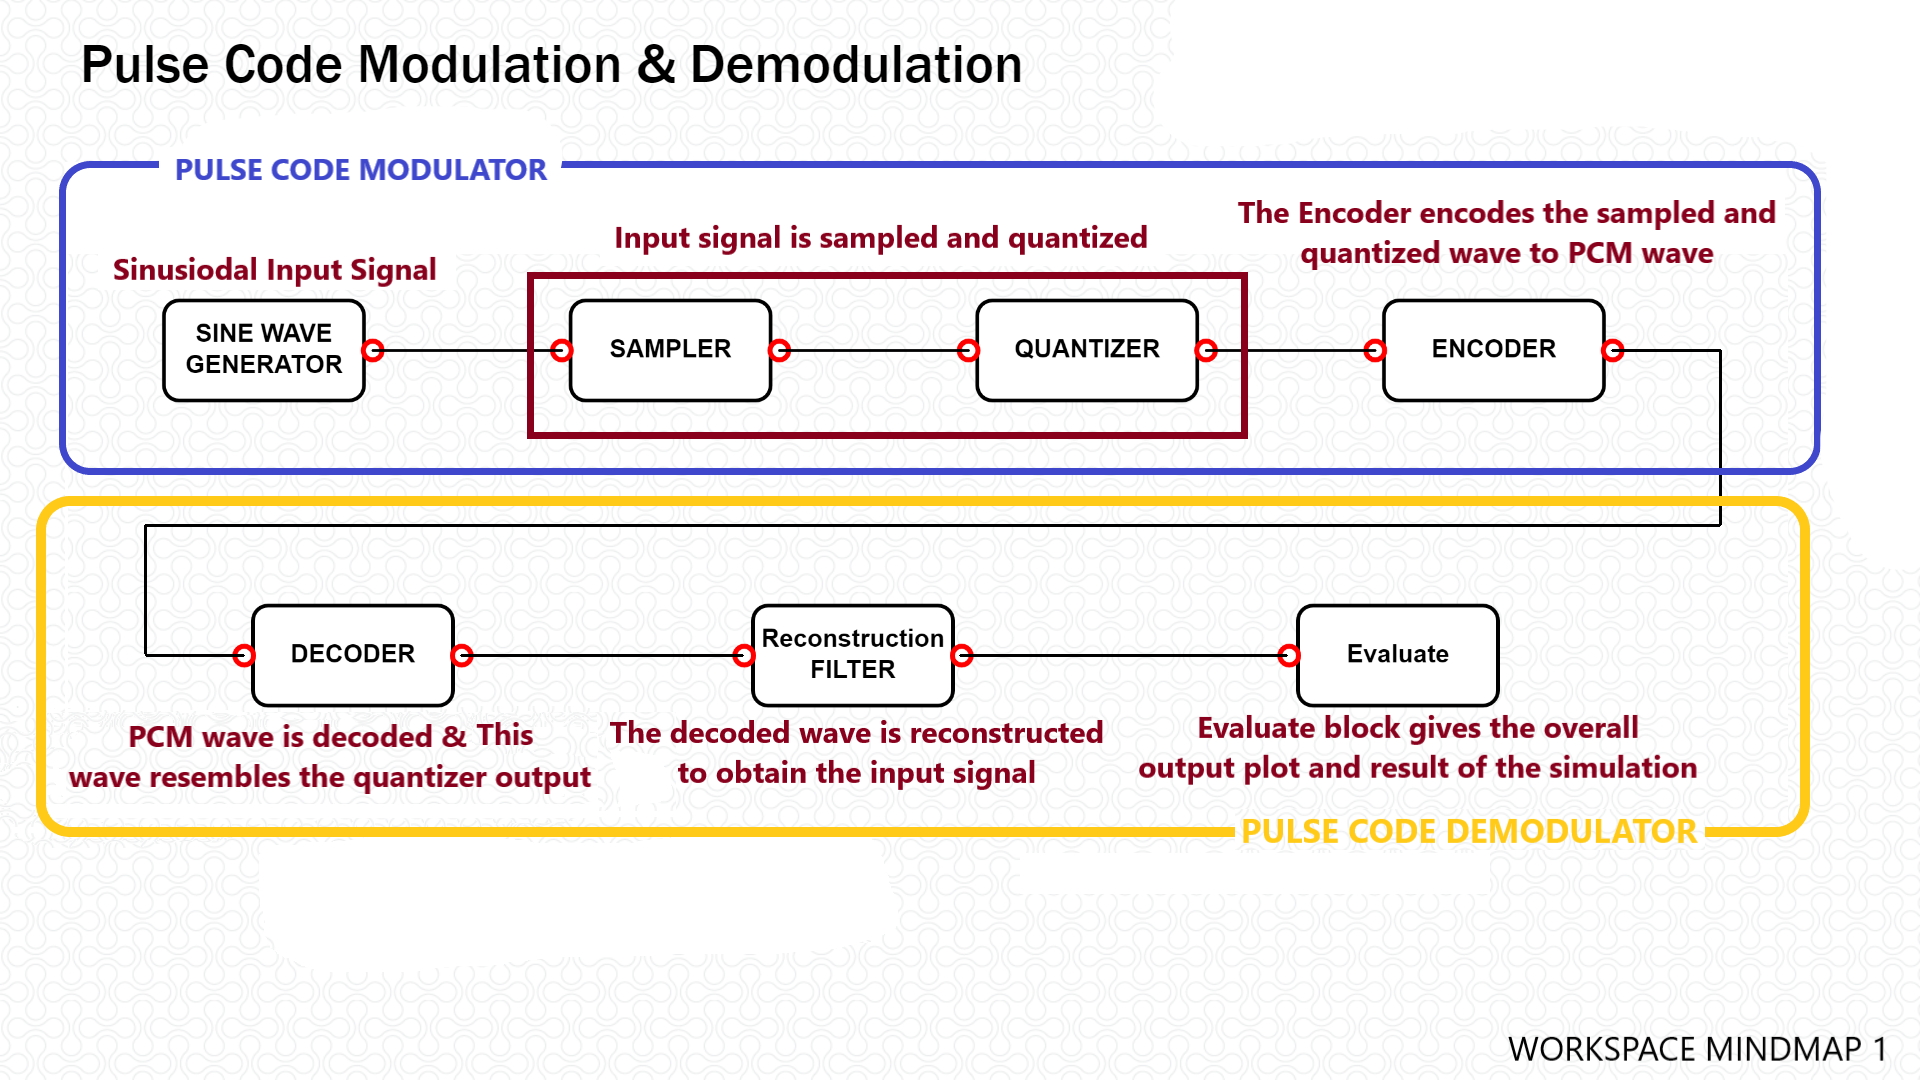 Pulse Code Modulation & Demodulation
PULSE CODE MODULATOR
Sinusiodal Input Signal
Input signal is sampled and quantized
The Encoder encodes the sampled and
quantized wave to PCM wave
SINE WAVE
GENERATOR
SAMPLER
QUANTIZER
ENCODER
DECODER
Reconstruction
FILTER
Evaluate
PCM wave is decoded & This
wave resembles the quantizer output
The decoded wave is reconstructed
to obtain the input signal
Evaluate block gives the overall
output plot and result of the simulation
PULSE CODE DEMODULATOR
WORKSPACE MINDMAP 1